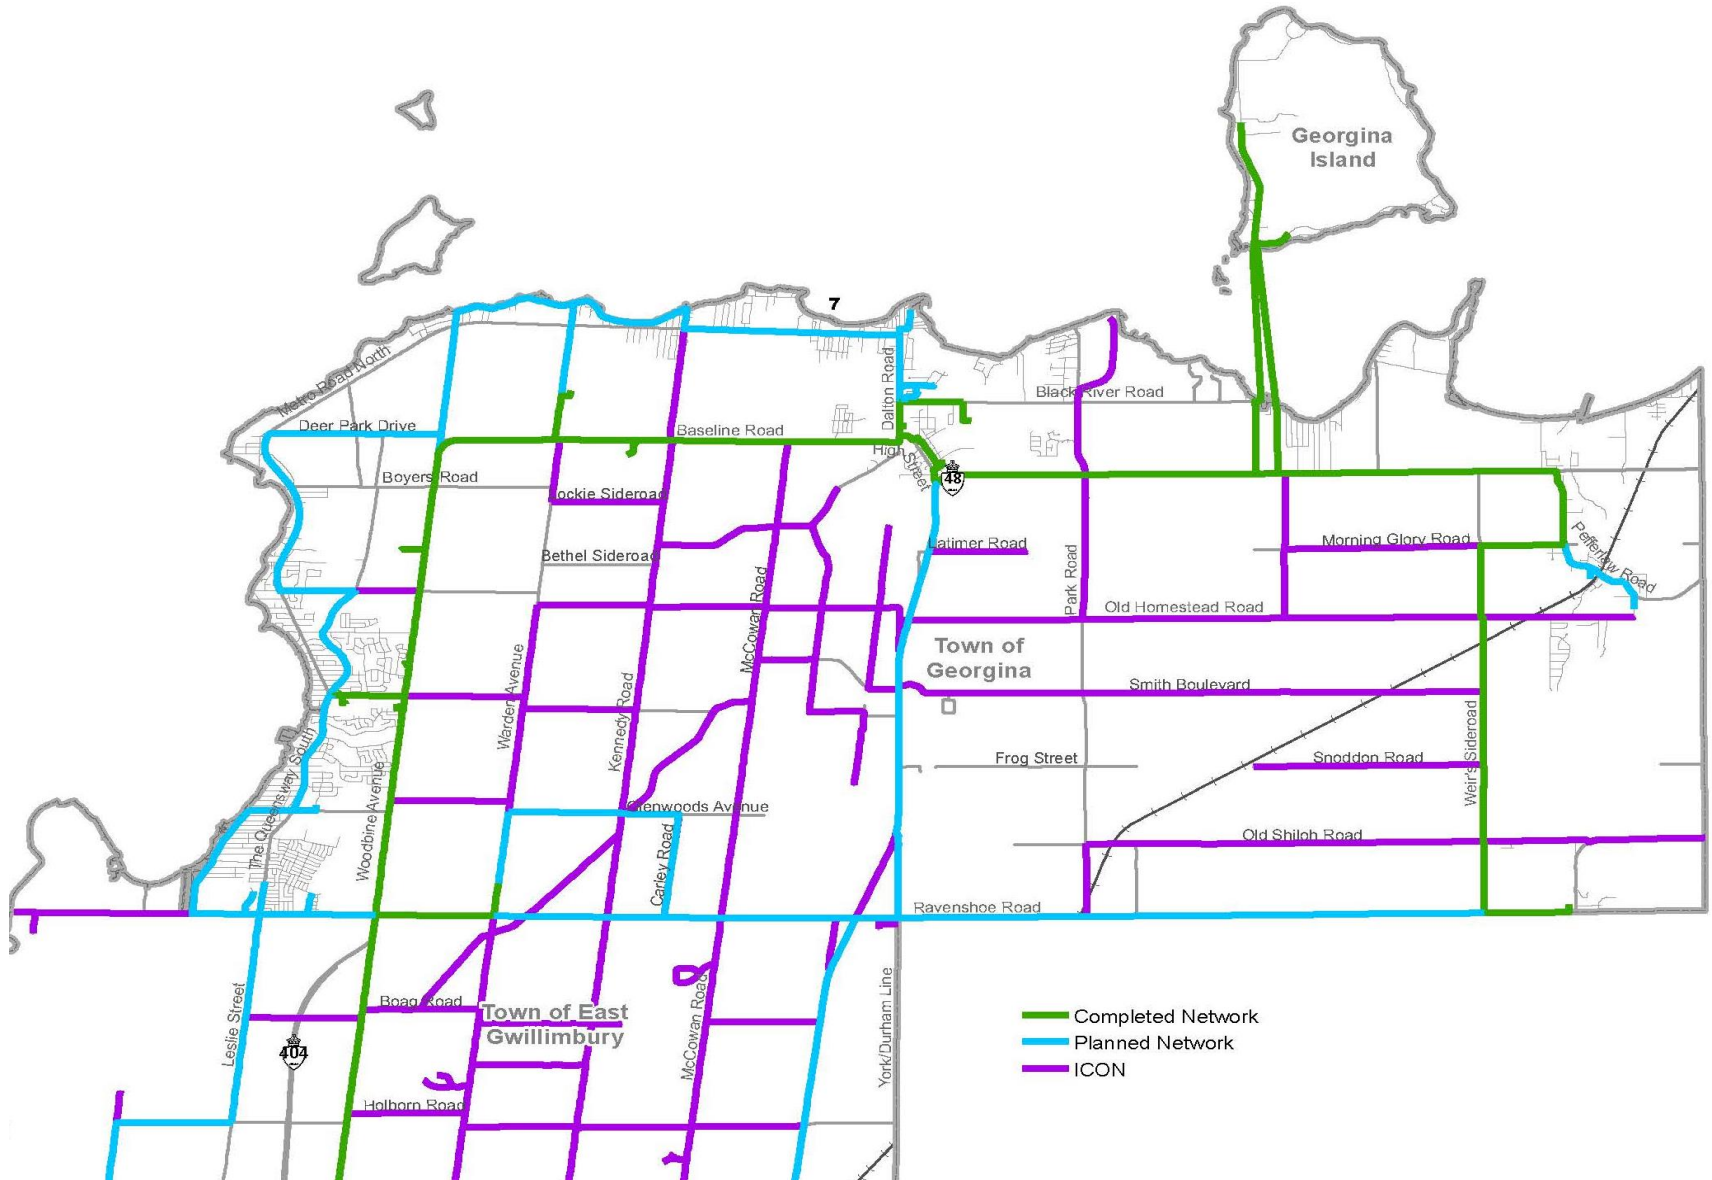 Georgina
Island
7
Metro Road North
Dalton Road
Black River Road
Deer Park Drive
Baseline Road
High Street
Boyers Road
48
Lockie Sideroad
Pefferlaw Road
Latimer Road
Morning Glory Road
Bethel Sideroad
McCowan Road
Park Road
Old Homestead Road
Town of
Georgina
Warden Avenue
Kennedy Road
Smith Boulevard
The Queensway South
Woodbine Avenue
Frog Street
Snoddon Road
Weir's Sideroad
Glenwoods Avenue
Carley Road
Old Shiloh Road
Ravenshoe Road
Leslie Street
404
Boag Road
Town of East
Gwillimbury
McCowan Road
York/Durham Line
Holborn Road
Completed Network
Planned Network
ICON